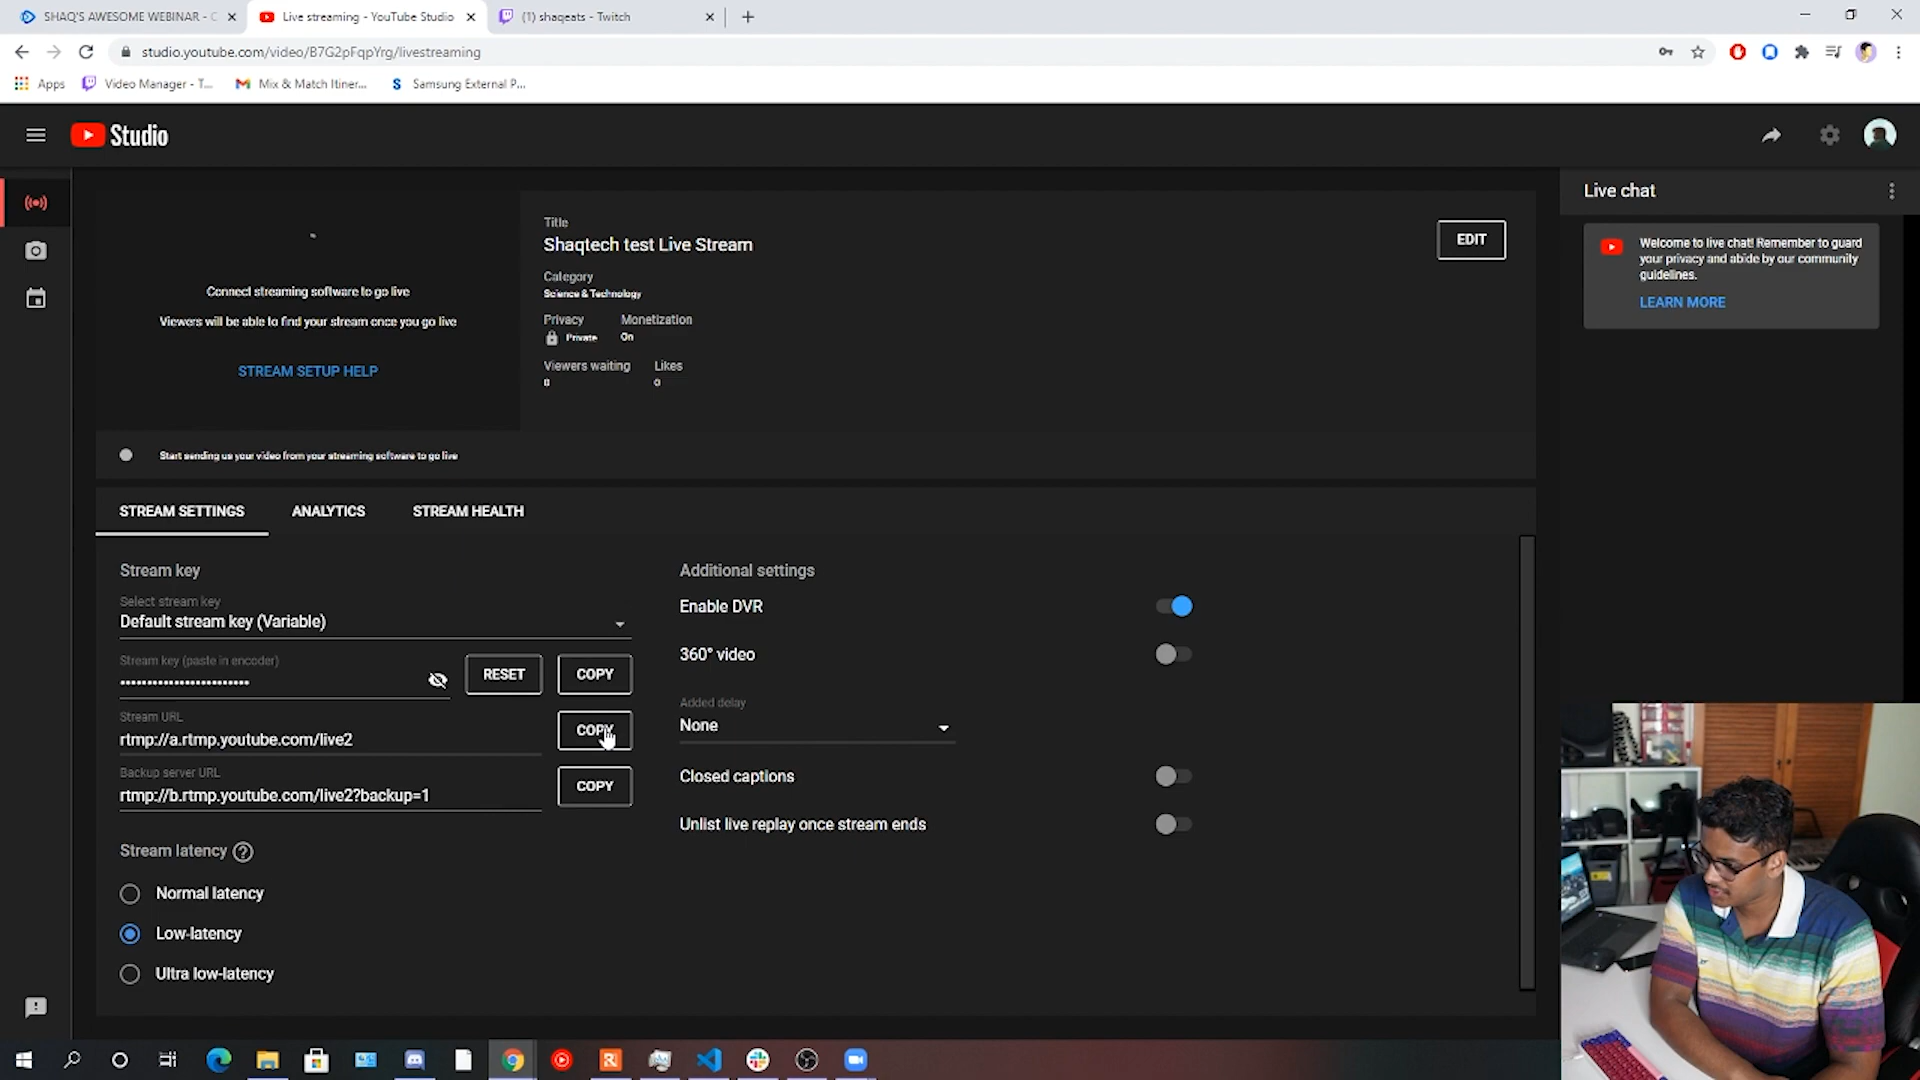 SHAQ'S AWESOME WEBINAR - C
Live streaming - YouTube Studio
(1) shaqeats - Twitch
studio.youtube.com/video/B7G2pFqpYrg/livestreaming
Apps
Video Manager - T...
Mix & Match Itiner...
Samsung External P...
Studio
Connect streaming software to go live
Viewers will be able to find your stream once you go live
STREAM SETUP HELP
Title
Shaqtech test Live Stream
Category
Science & Technology
Privacy
Monetization
Private
On
Viewers waiting
Likes
0
0
EDIT
Live chat
Welcome to live chat! Remember to guard
your privacy and abide by our community
guidelines.
LEARN MORE
Start sending us your video from your streaming software to go live
STREAM SETTINGS
ANALYTICS
STREAM HEALTH
Stream key
Select stream key
Default stream key (Variable)
Stream key (paste in encoder)
RESET
COPY
Stream URL
rtmp://a.rtmp.youtube.com/live2
COPY
Backup server URL
rtmp://b.rtmp.youtube.com/live2?backup=1
COPY
Stream latency
Normal latency
Low-latency
Ultra low-latency
Additional settings
Enable DVR
360° video
Added delay
None
Closed captions
Unlist live replay once stream ends